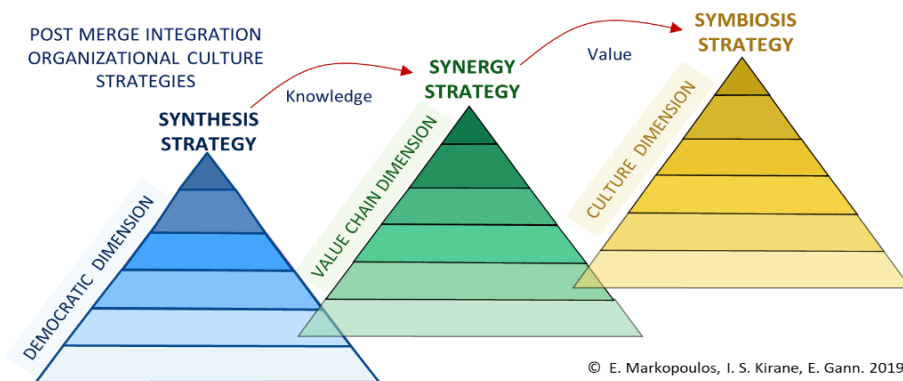 POST MERGE INTEGRATION
ORGANIZATIONAL CULTURE
STRATEGIES
SYNTHESIS
STRATEGY
Knowledge
SYNERGY
STRATEGY
Value
SYMBIOSIS
STRATEGY
DEMOCRATIC DIMENSION
VALUE CHAIN DIMENSION
CULTURE DIMENSION
© E. Markopoulos, I. S. Kirane, E. Gann. 2019